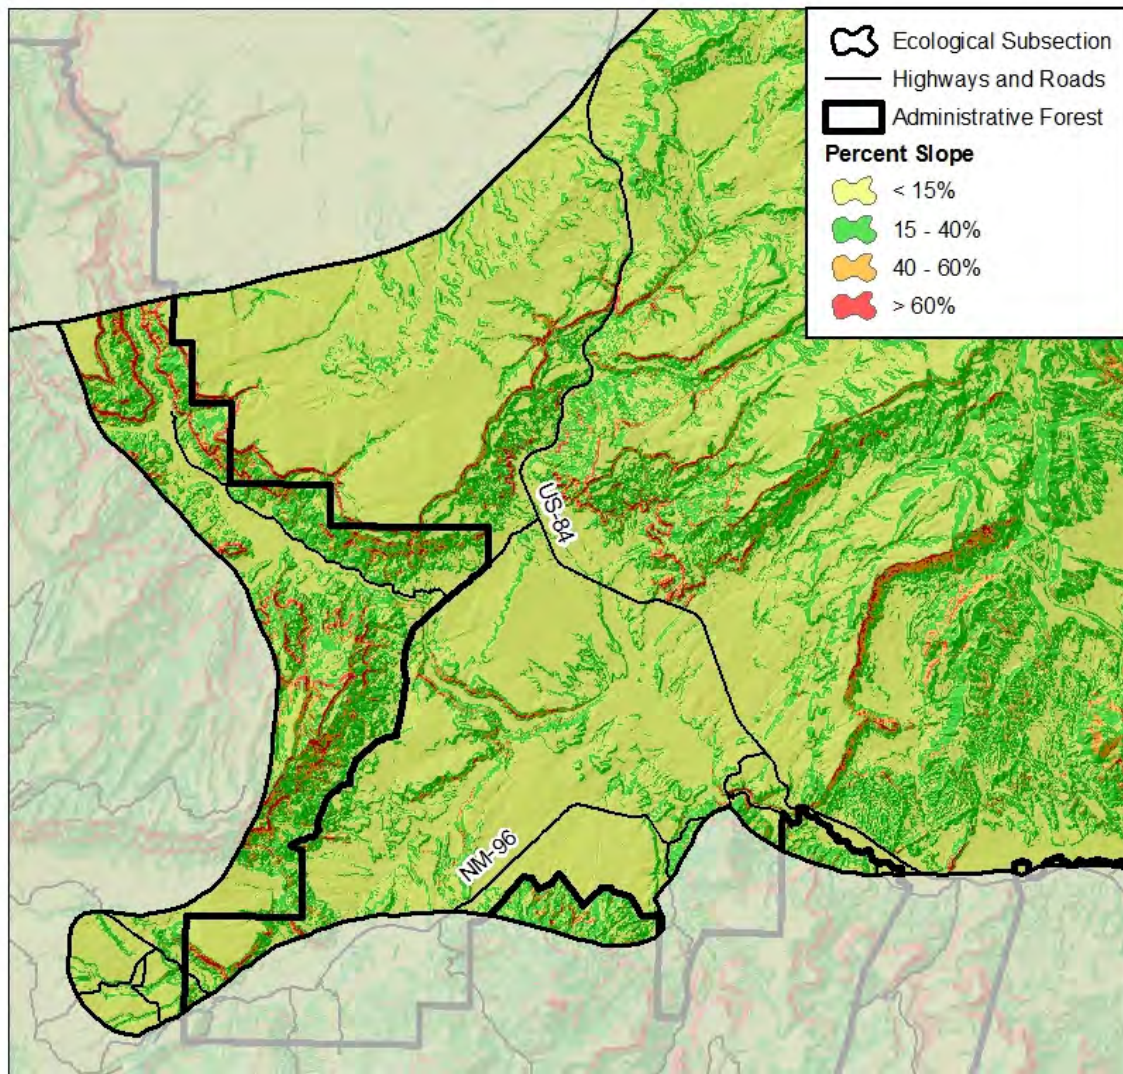 Ecological Subsection
Highways and Roads
Administrative Forest
Percent Slope
< 15%
15 - 40%
40 - 60%
> 60%
US-84
NM-96